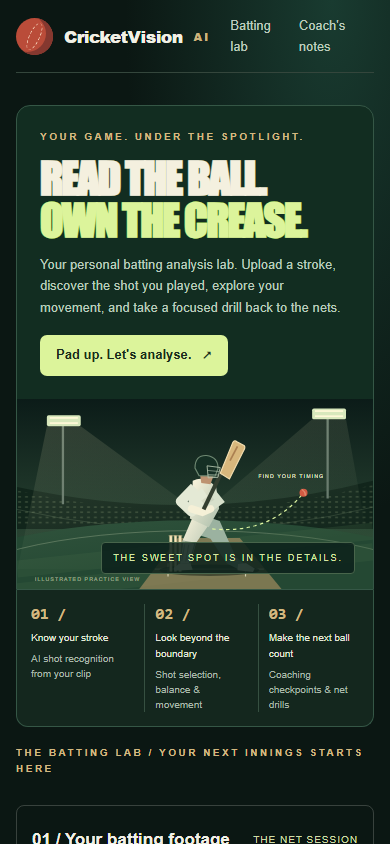 CricketVision AI
Batting lab
Coach's notes
YOUR GAME. UNDER THE SPOTLIGHT.
READ THE BALL.
OWN THE CREASE.
Your personal batting analysis lab. Upload a stroke,
discover the shot you played, explore your
movement, and take a focused drill back to the nets.
Pad up. Let's analyse. ↗
FIND YOUR TIMING
THE SWEET SPOT IS IN THE DETAILS.
ILLUSTRATED PRACTICE VIEW
01 /
Know your stroke
AI shot recognition
from your clip
02 /
Look beyond the
boundary
Shot selection,
balance &
movement
03 /
Make the next ball
count
Coaching
checkpoints & net
drills
THE BATTING LAB / YOUR NEXT INNINGS STARTS
HERE
01 / Your batting footage
THE NET SESSION